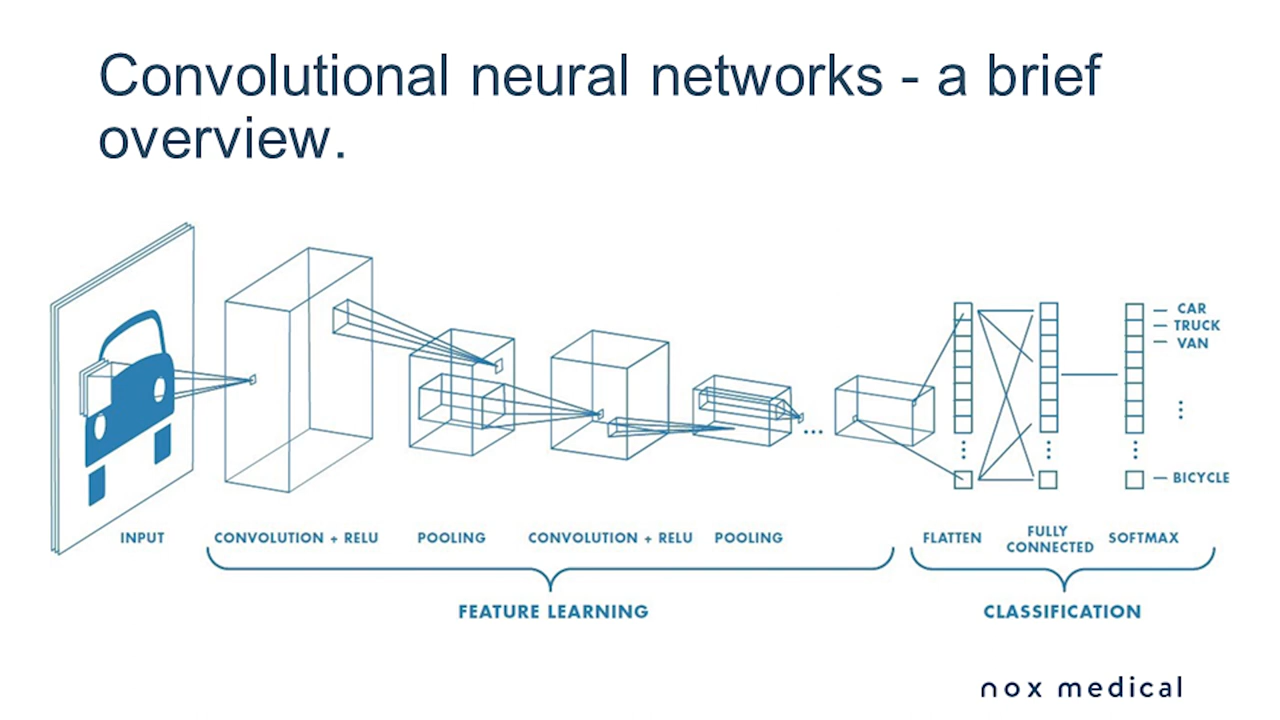 Convolutional neural networks - a brief
overview.
CAR
TRUCK
VAN
BICYCLE
INPUT
CONVOLUTION + RELU
POOLING
CONVOLUTION + RELU
POOLING
FLATTEN
FULLY
CONNECTED
SOFTMAX
FEATURE LEARNING
CLASSIFICATION
nox medical